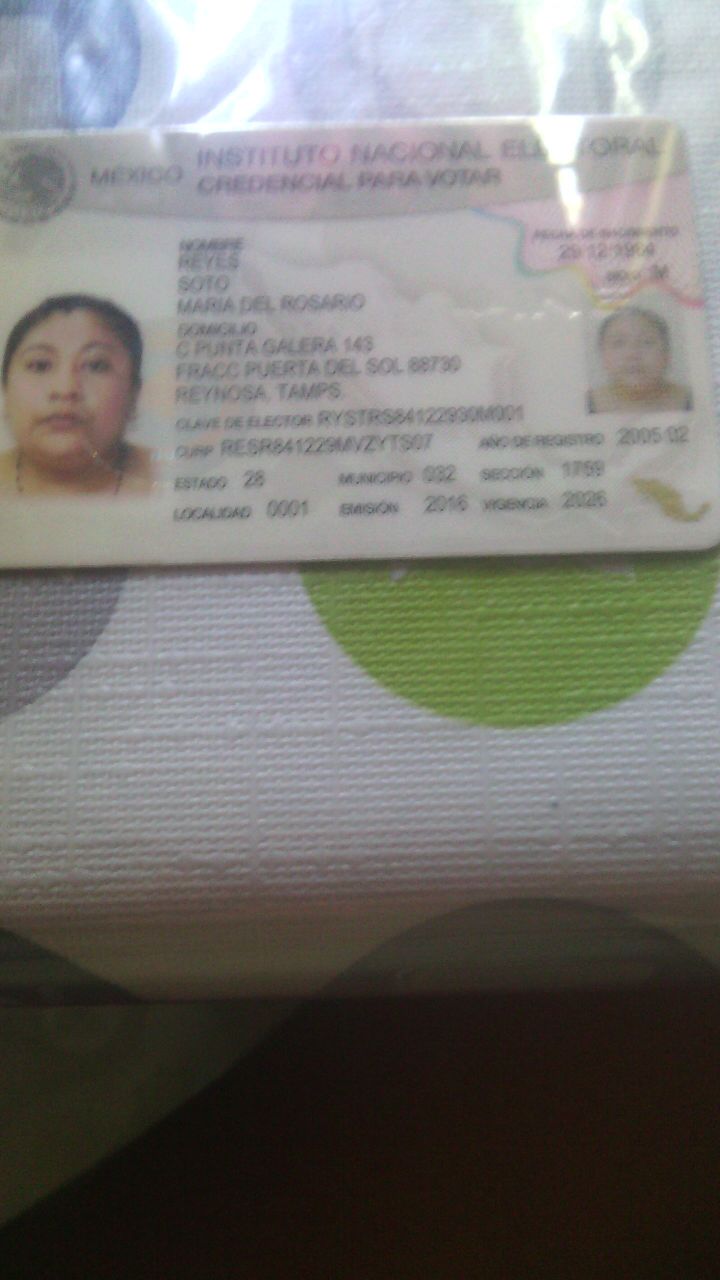 MÉXICO INSTITUTO NACIONAL ELECTORAL
CREDENCIAL PARA VOTAR
NOMBRE
REYES
SOTO
MARIA DEL ROSARIO
FECHA DE NACIMIENTO
29/12/1984
SEXO M
DOMICILIO
C PUNTA GALERA 143
FRACC PUERTA DEL SOL 88730
REYNOSA, TAMPS.
CLAVE DE ELECTOR RYSTRS84122930M001
CURP RESR841229MVZYTS07 AÑO DE REGISTRO 2005 02
ESTADO 28 MUNICIPIO 032 SECCIÓN 1759
LOCALIDAD 0001 EMISIÓN 2016 VIGENCIA 2026